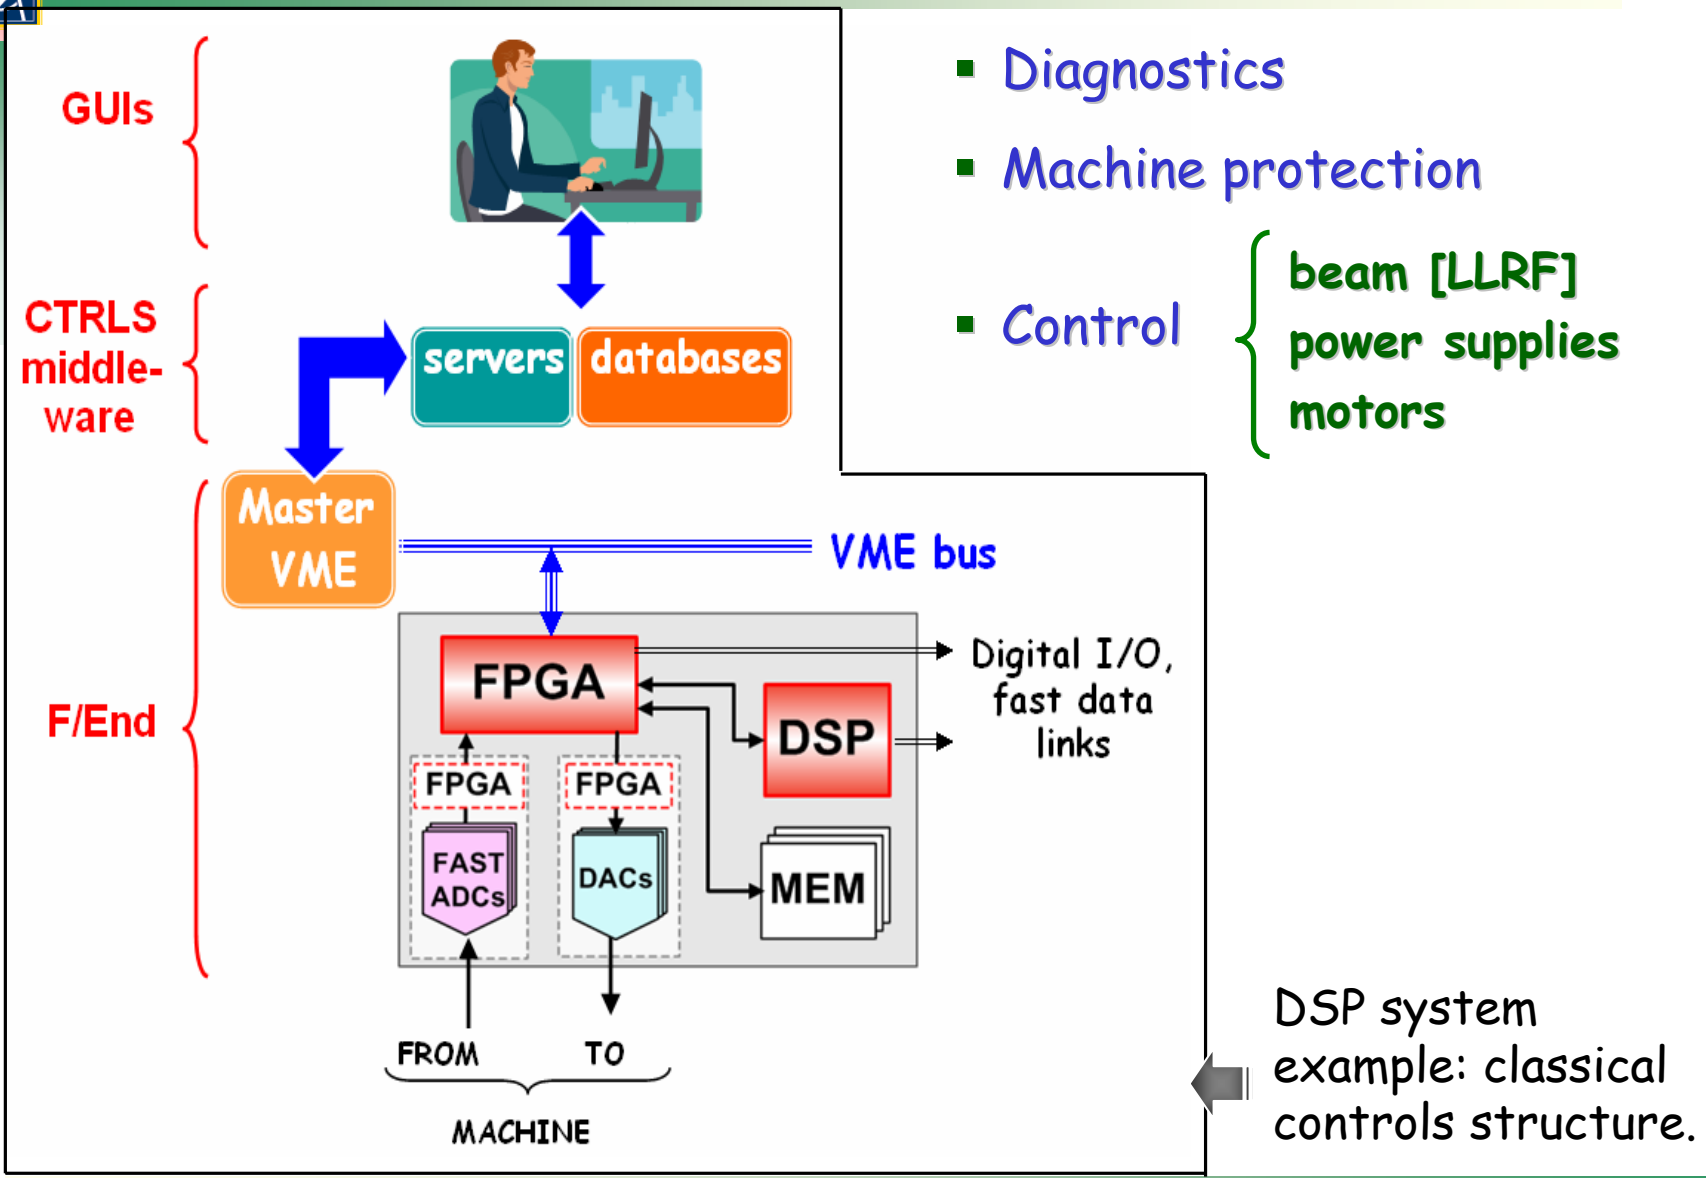 GUIs
CTRLS
middle-
ware
F/End
servers
databases
Master
VME
VME bus
FPGA
DSP
Digital I/O,
fast data
links
FPGA
FPGA
FAST
ADCs
DACs
MEM
FROM
TO
MACHINE
▪ Diagnostics
▪ Machine protection
▪ Control
beam [LLRF]
power supplies
motors
DSP system
example: classical
controls structure.